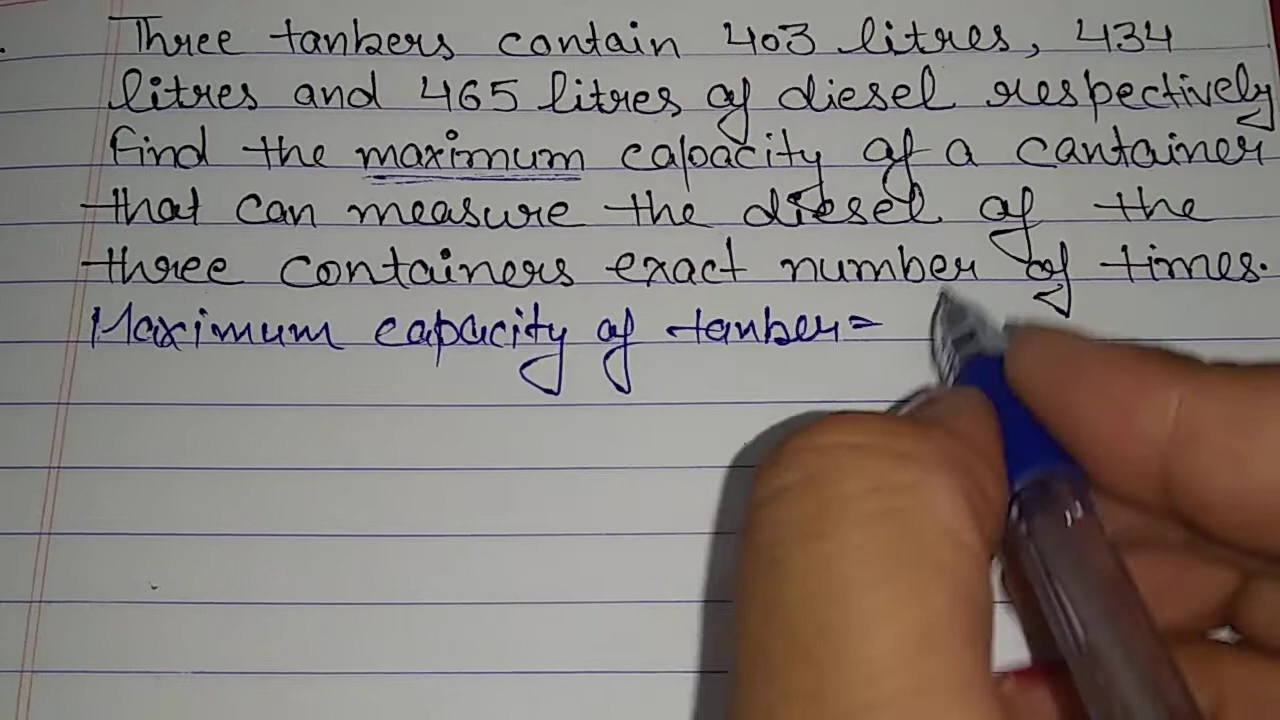 Three tankers contain 403 litres, 434
litres and 465 litres of diesel respectively
find the maximum capacity of a container
that can measure the diesel of the
three containers exact number of times.
Maximum capacity of tanker=